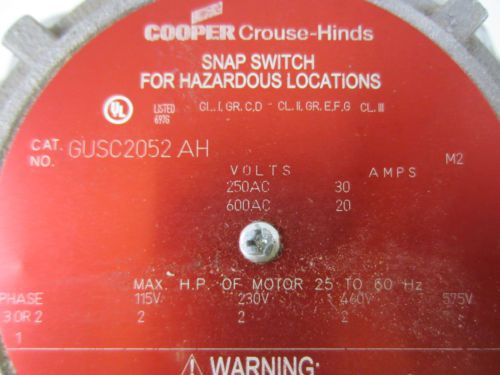 COOPER Crouse-Hinds
SNAP SWITCH
FOR HAZARDOUS LOCATIONS
UL LISTED 697G CL. I, GR. C,D - CL. II, GR. E,F,G CL. III
CAT. NO. GUSC2052 AH M2
VOLTS AMPS
250AC 30
600AC 20
MAX. H.P. OF MOTOR 25 TO 60 Hz
PHASE 115V 230V 460V 575V
3 OR 2 2 2 2
1
⚠ WARNING: